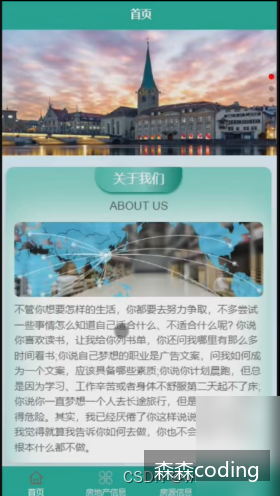 首页
关于我们
ABOUT US
不管你想要怎样的生活，你都要去努力争取，不多尝试
一些事情怎么知道自己适合什么、不适合什么呢？你说
你喜欢读书，让我给你列书单，你还问我哪里有那么多
时间看书;你说自己梦想的职业是广告文案，问我如何成
为一个文案，应该具备哪些素质;你说你计划晨跑，但总
是因为学习、工作辛苦或者身体不舒服第二天起不了床;
你说你一直梦想一个人去长途旅行，但是
得危险。其实，我已经厌倦了你这样说说
我觉得就算我告诉你如何去做，你也不会
根本什么都不做。
首页
房地产信息
房源信息
CSDN
森森coding